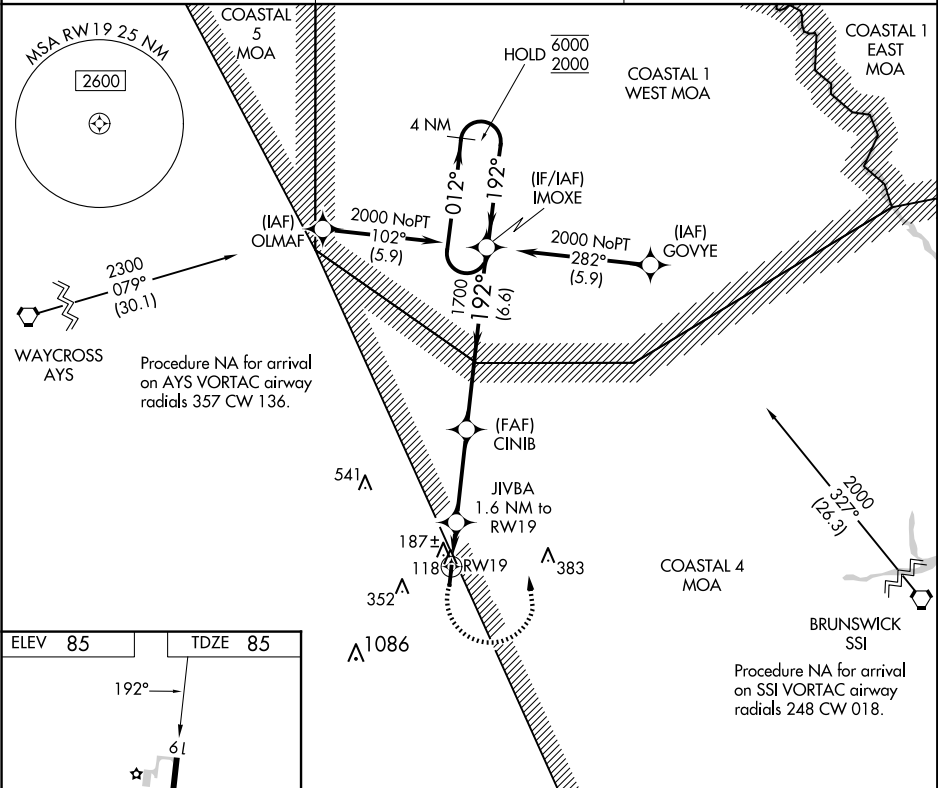 COASTAL
5
MOA
MSA RW19 25 NM
2600
HOLD
6000
2000
COASTAL 1
WEST MOA
COASTAL 1
EAST
MOA
4 NM
012°
192°
(IF/IAF)
IMOXE
(IAF)
OLMAF
2000 NoPT
102°
(5.9)
2000 NoPT
282°
(5.9)
(IAF)
GOVYE
1700
192°
(6.6)
2300
079°
(30.1)
WAYCROSS
AYS
Procedure NA for arrival
on AYS VORTAC airway
radials 357 CW 136.
(FAF)
CINIB
541
JIVBA
1.6 NM to
RW19
187±
118
RW19
383
352
1086
COASTAL 4
MOA
2000
327°
(26.3)
BRUNSWICK
SSI
Procedure NA for arrival
on SSI VORTAC airway
radials 248 CW 018.
ELEV 85
TDZE 85
192°
19